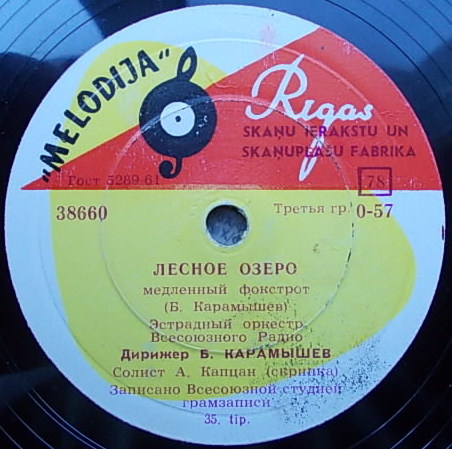 "MELODIJA"
Rīgas
SKAŅU IERAKSTU UN
SKAŅUPLAŠU FABRIKA
Гост 5289-61
78
38660
Третья гр. 0-57
ЛЕСНОЕ ОЗЕРО
медленный фокстрот
(Б. Карамышев)
Эстрадный оркестр
Всесоюзного Радио
Дирижер Б. КАРАМЫШЕВ
Солист А. Капцан (скрипка)
Записано Всесоюзной студией
грамзаписи
35. tip.